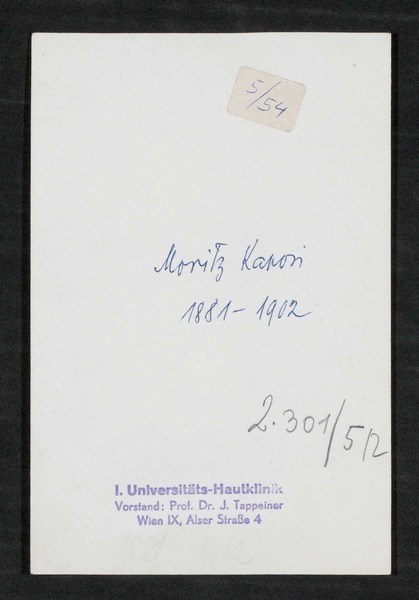 5/54
Moritz Kaposi
1881-1902
2.301/5/2
I. Universitäts-Hautklinik
Vorstand: Prof. Dr. J. Tappeiner
Wien IX, Alser Straße 4